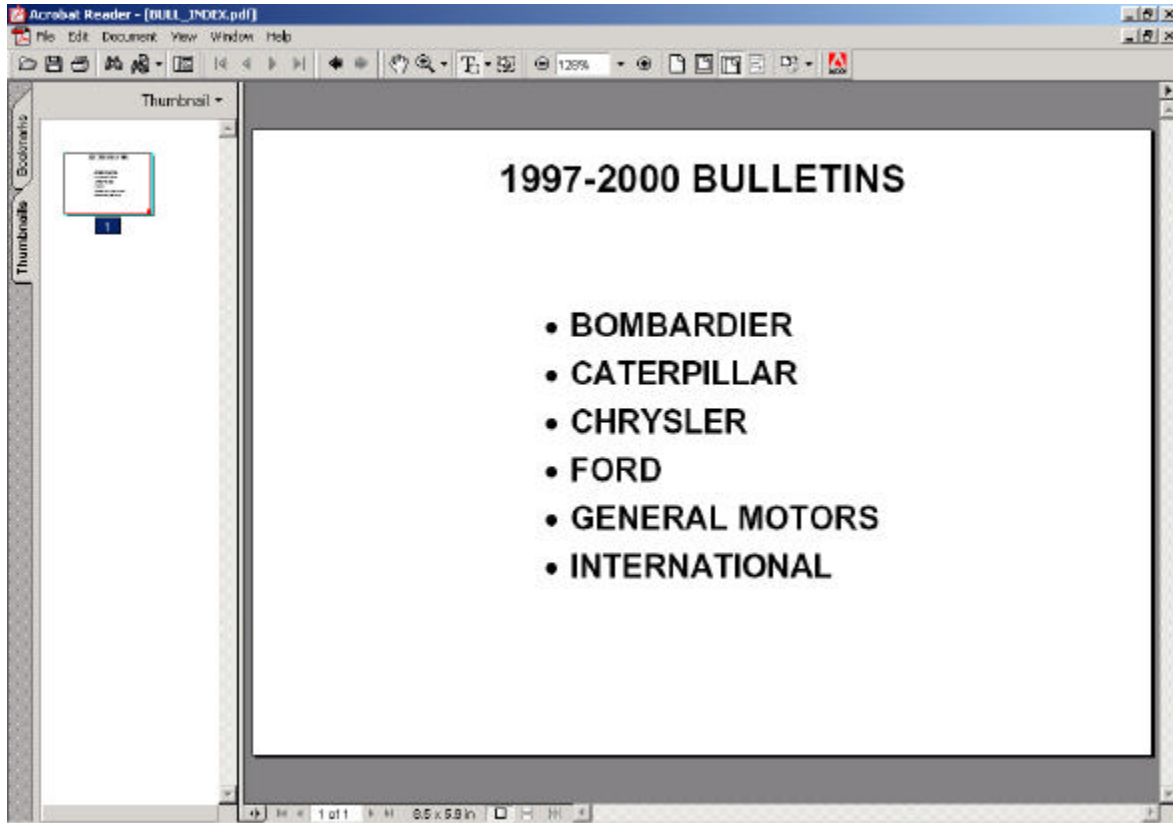 Acrobat Reader - [BULL_INDEX.pdf]
File Edit Document View Window Help
128%
Thumbnail
Bookmarks
Thumbnails
1
1997-2000 BULLETINS
• BOMBARDIER
• CATERPILLAR
• CHRYSLER
• FORD
• GENERAL MOTORS
• INTERNATIONAL
1 of 1 8.5 x 5.9 in